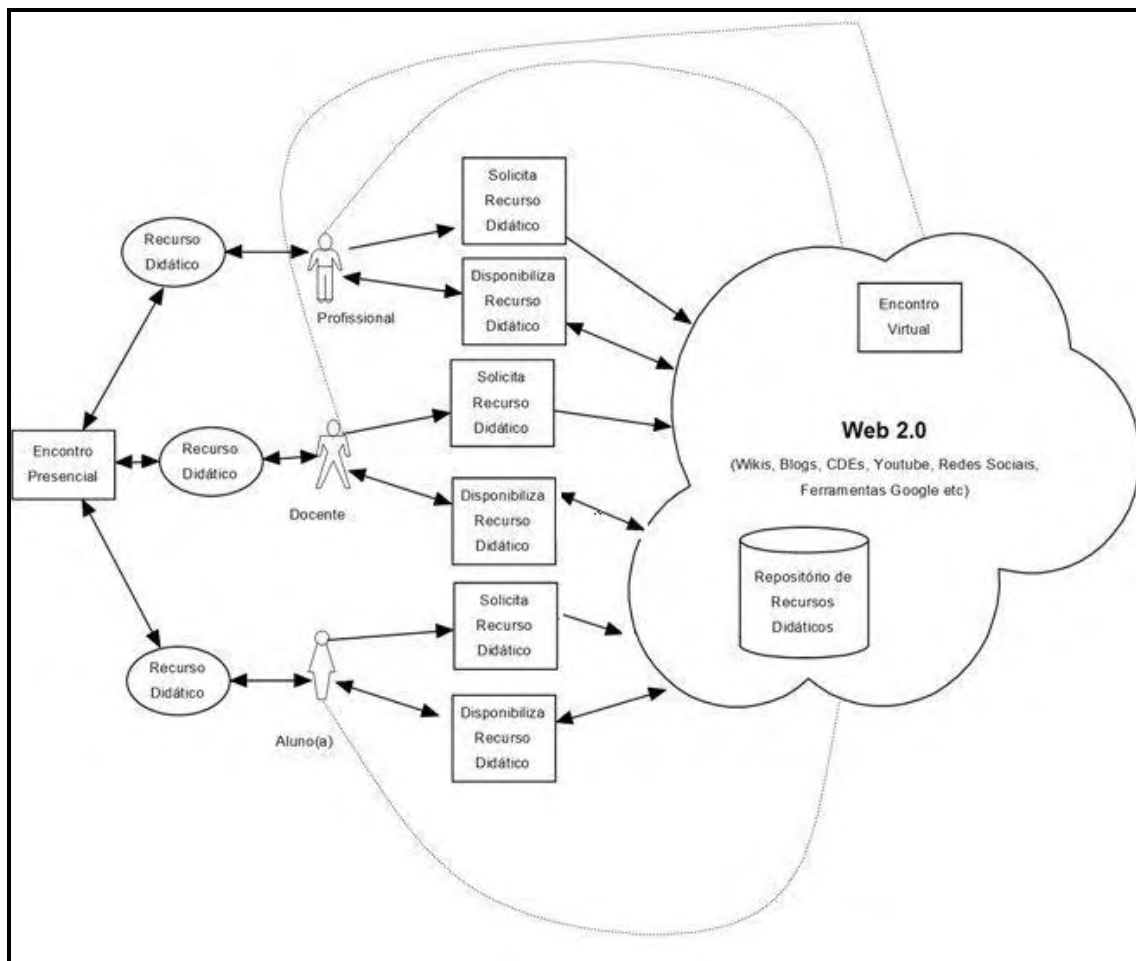 Solicita
Recurso
Didático
Recurso
Didático
Disponibiliza
Recurso
Didático
Profissional
Encontro
Virtual
Solicita
Recurso
Didático
Web 2.0
(Wikis, Blogs, CDEs, Youtube, Redes Sociais,
Ferramentas Google etc)
Encontro
Presencial
Recurso
Didático
Docente
Disponibiliza
Recurso
Didático
Repositório de
Recursos
Didáticos
Solicita
Recurso
Didático
Recurso
Didático
Aluno(a)
Disponibiliza
Recurso
Didático